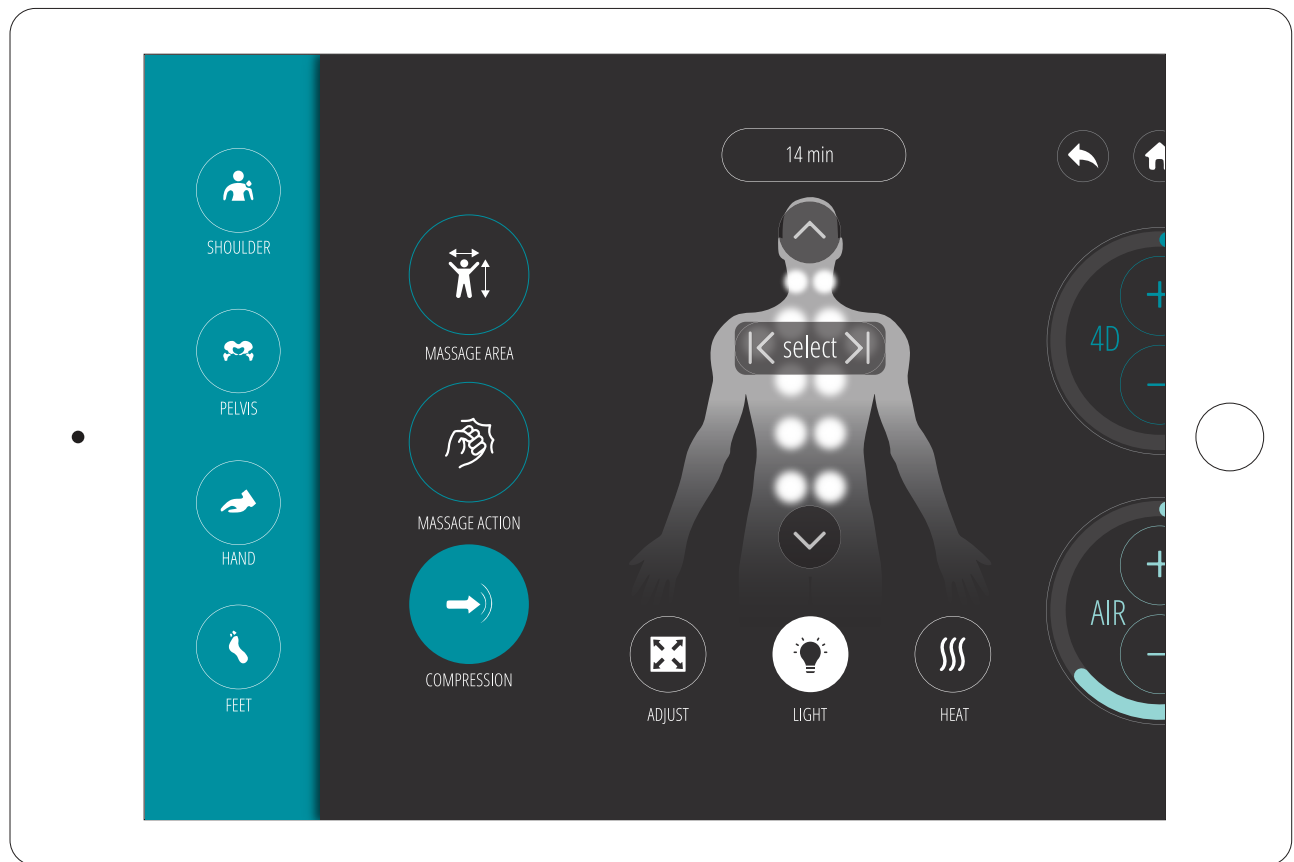 SHOULDER
PELVIS
HAND
FEET
MASSAGE AREA
MASSAGE ACTION
COMPRESSION
14 min
select
ADJUST
LIGHT
HEAT
4D
+
−
AIR
+
−